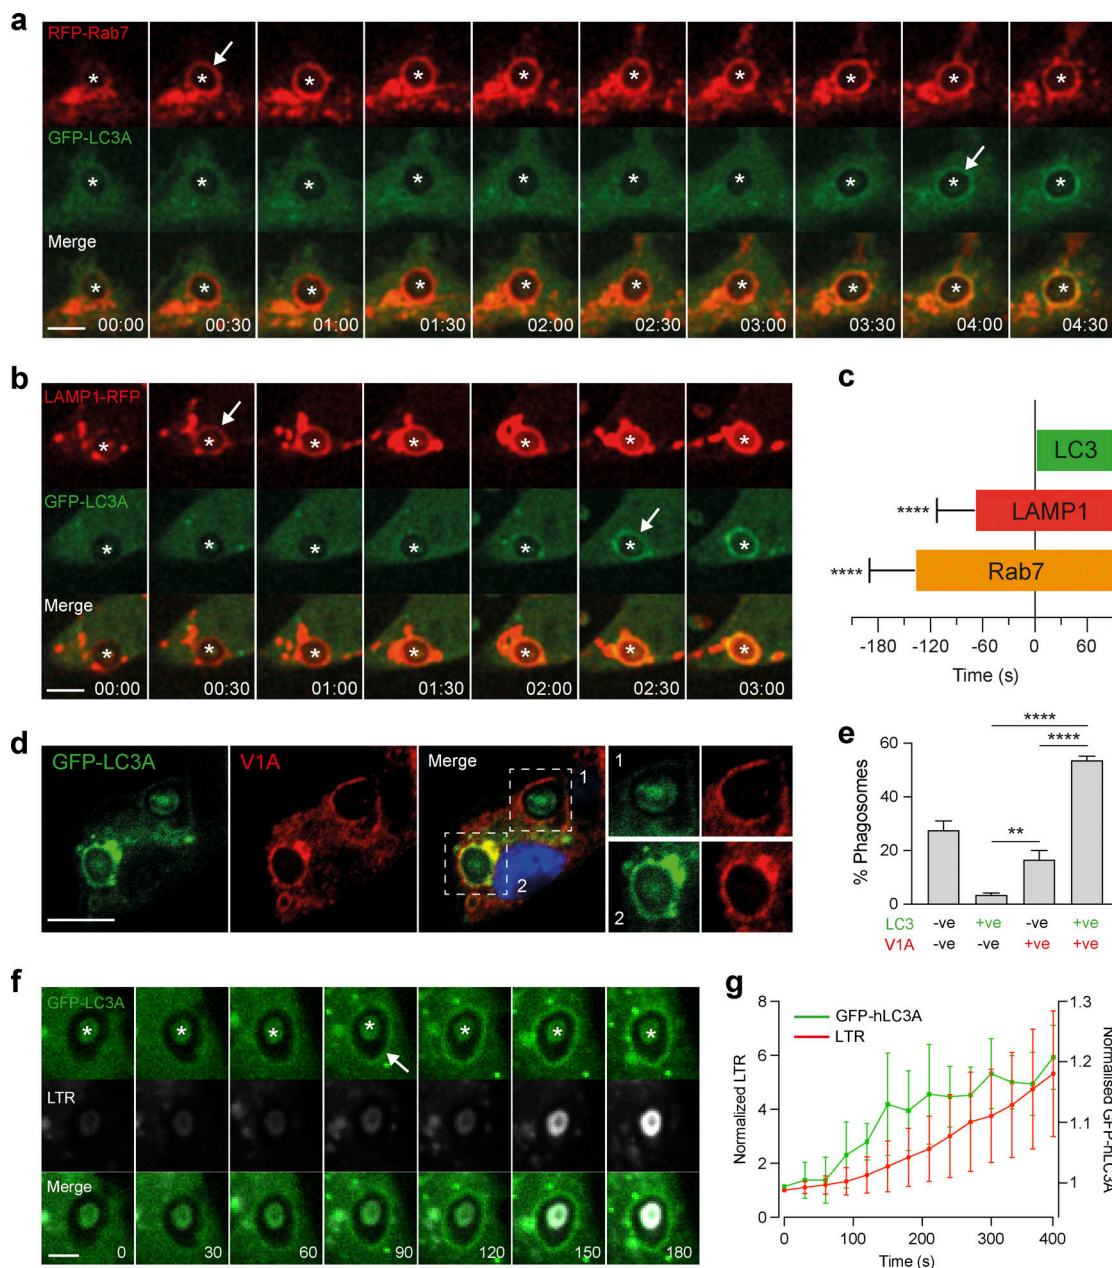 a
RFP-Rab7
* * * * * * * * * *
GFP-LC3A
* * * * * * * * * *
Merge
* * * * * * * * * *
00:00 00:30 01:00 01:30 02:00 02:30 03:00 03:30 04:00 04:30
b
LAMP1-RFP
* * * * * * *
GFP-LC3A
* * * * * * *
Merge
* * * * * * *
00:00 00:30 01:00 01:30 02:00 02:30 03:00
c
LC3
**** LAMP1
**** Rab7
-180 -120 -60 0 60
Time (s)
d
GFP-LC3A V1A Merge
1
2
1
2
e
****
****
**
60
40
20
0
% Phagosomes
LC3 -ve +ve -ve +ve
V1A -ve -ve +ve +ve
f
GFP-LC3A
* * * * * * *
LTR
Merge
0 30 60 90 120 150 180
g
GFP-hLC3A
LTR
8
6
4
2
0
Normalized LTR
1.3
1.2
1.1
1
Normalised GFP-hLC3A
0 100 200 300 400
Time (s)